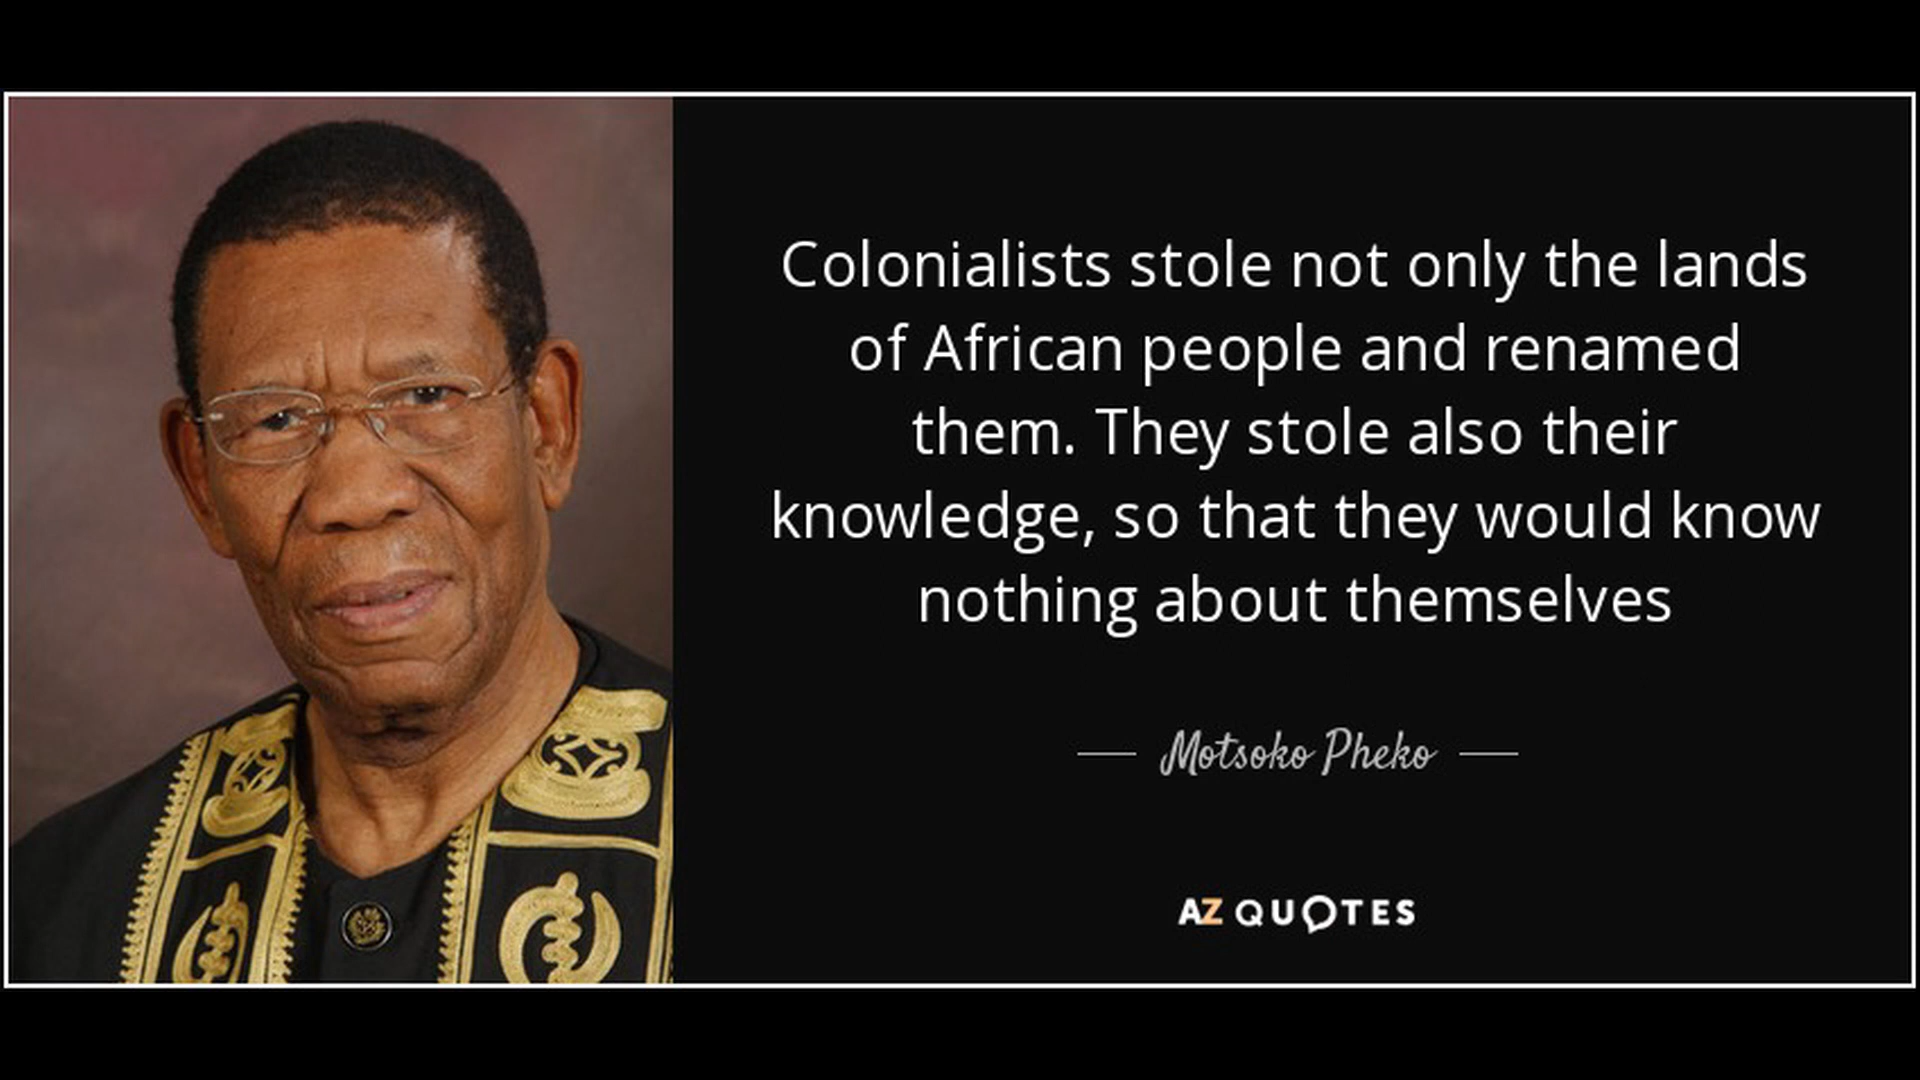 Colonialists stole not only the lands
of African people and renamed
them. They stole also their
knowledge, so that they would know
nothing about themselves
Motsoko Pheko
AZ QUOTES